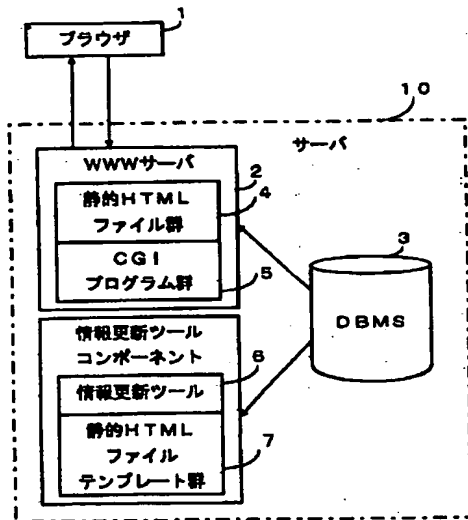 ブラウザ
1
10
サーバ
WWWサーバ
2
静的HTML
ファイル群
4
CGI
プログラム群
5
3
DBMS
情報更新ツール
コンポーネント
6
情報更新ツール
静的HTML
ファイル
テンプレート群
7